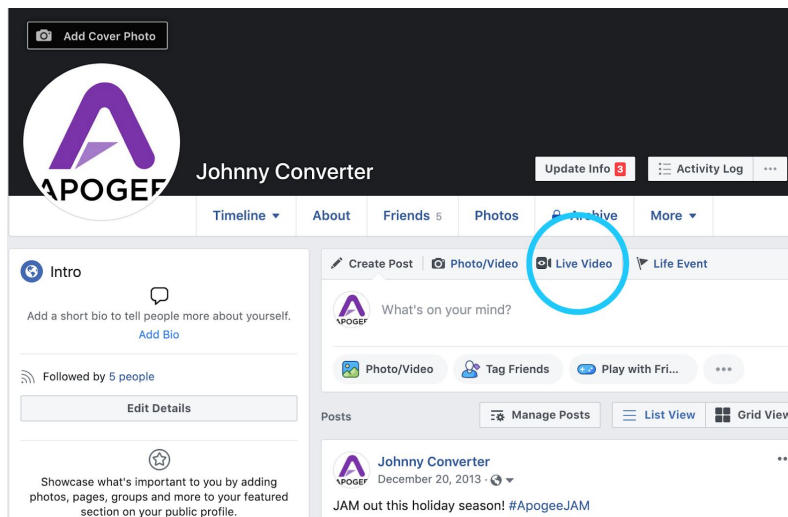 Add Cover Photo
APOGEE
Johnny Converter
Update Info 3
Activity Log
Timeline
About
Friends 5
Photos
Archive
More
Intro
Add a short bio to tell people more about yourself.
Add Bio
Followed by 5 people
Edit Details
Showcase what's important to you by adding
photos, pages, groups and more to your featured
section on your public profile.
Create Post
Photo/Video
Live Video
Life Event
APOGEE
What's on your mind?
Photo/Video
Tag Friends
Play with Fri...
Posts
Manage Posts
List View
Grid View
APOGEE
Johnny Converter
December 20, 2013 ·
JAM out this holiday season! #ApogeeJAM